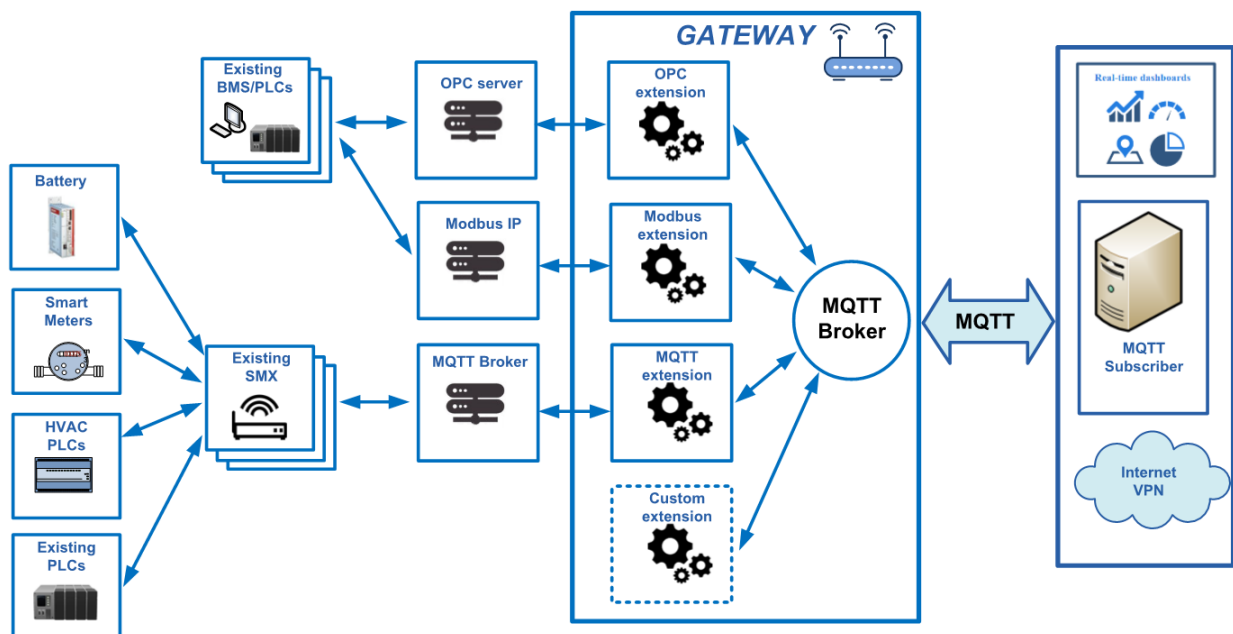 GATEWAY
Existing
BMS/PLCs
OPC server
OPC
extension
Real-time dashboards
Battery
Modbus IP
Modbus
extension
Smart
Meters
MQTT
Broker
MQTT
MQTT
Subscriber
Existing
SMX
MQTT Broker
MQTT
extension
HVAC
PLCs
Internet
VPN
Custom
extension
Existing
PLCs